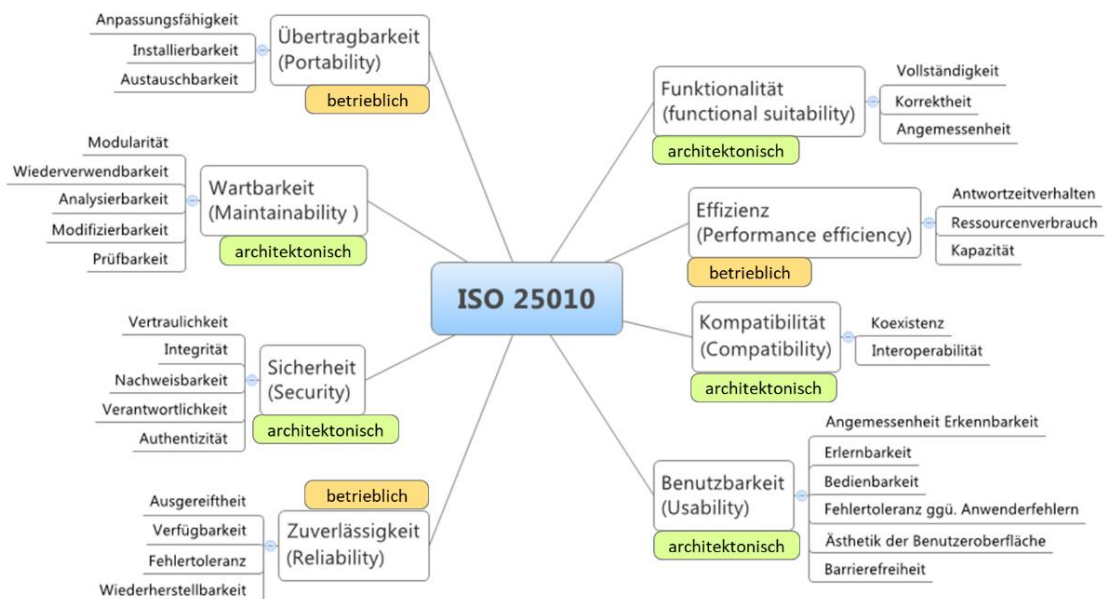 ISO 25010
Übertragbarkeit
(Portability)
betrieblich
Anpassungsfähigkeit
Installierbarkeit
Austauschbarkeit
Wartbarkeit
(Maintainability )
architektonisch
Modularität
Wiederverwendbarkeit
Analysierbarkeit
Modifizierbarkeit
Prüfbarkeit
Sicherheit
(Security)
architektonisch
Vertraulichkeit
Integrität
Nachweisbarkeit
Verantwortlichkeit
Authentizität
betrieblich
Zuverlässigkeit
(Reliability)
Ausgereiftheit
Verfügbarkeit
Fehlertoleranz
Wiederherstellbarkeit
Funktionalität
(functional suitability)
architektonisch
Vollständigkeit
Korrektheit
Angemessenheit
Effizienz
(Performance efficiency)
betrieblich
Antwortzeitverhalten
Ressourcenverbrauch
Kapazität
Kompatibilität
(Compatibility)
architektonisch
Koexistenz
Interoperabilität
Benutzbarkeit
(Usability)
architektonisch
Angemessenheit Erkennbarkeit
Erlernbarkeit
Bedienbarkeit
Fehlertoleranz ggü. Anwenderfehlern
Ästhetik der Benutzeroberfläche
Barrierefreiheit